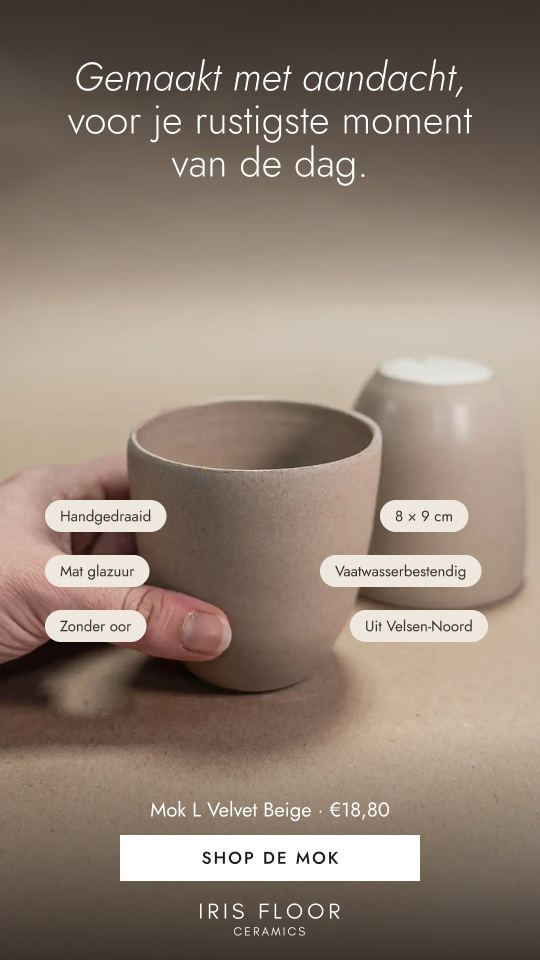 Gemaakt met aandacht,
voor je rustigste moment
van de dag.
Handgedraaid
8 × 9 cm
Mat glazuur
Vaatwasserbestendig
Zonder oor
Uit Velsen-Noord
Mok L Velvet Beige · €18,80
SHOP DE MOK
IRIS FLOOR
CERAMICS